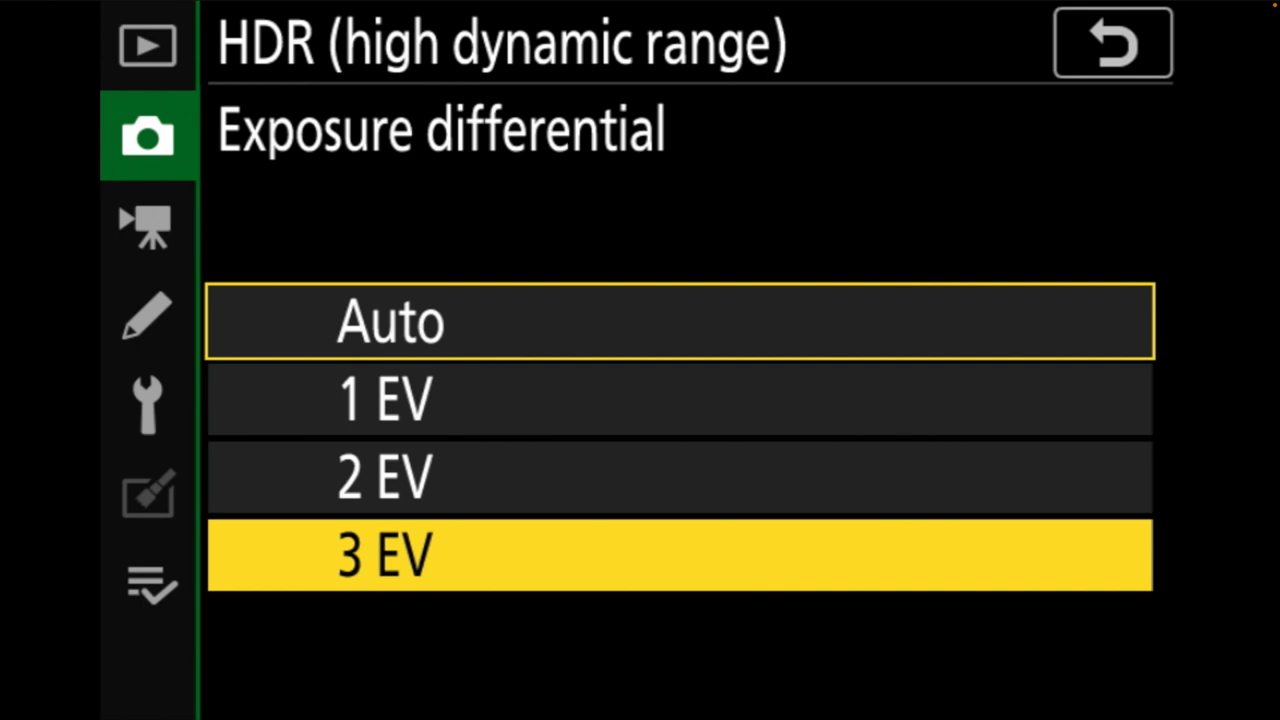 HDR (high dynamic range)
Exposure differential
Auto
1 EV
2 EV
3 EV